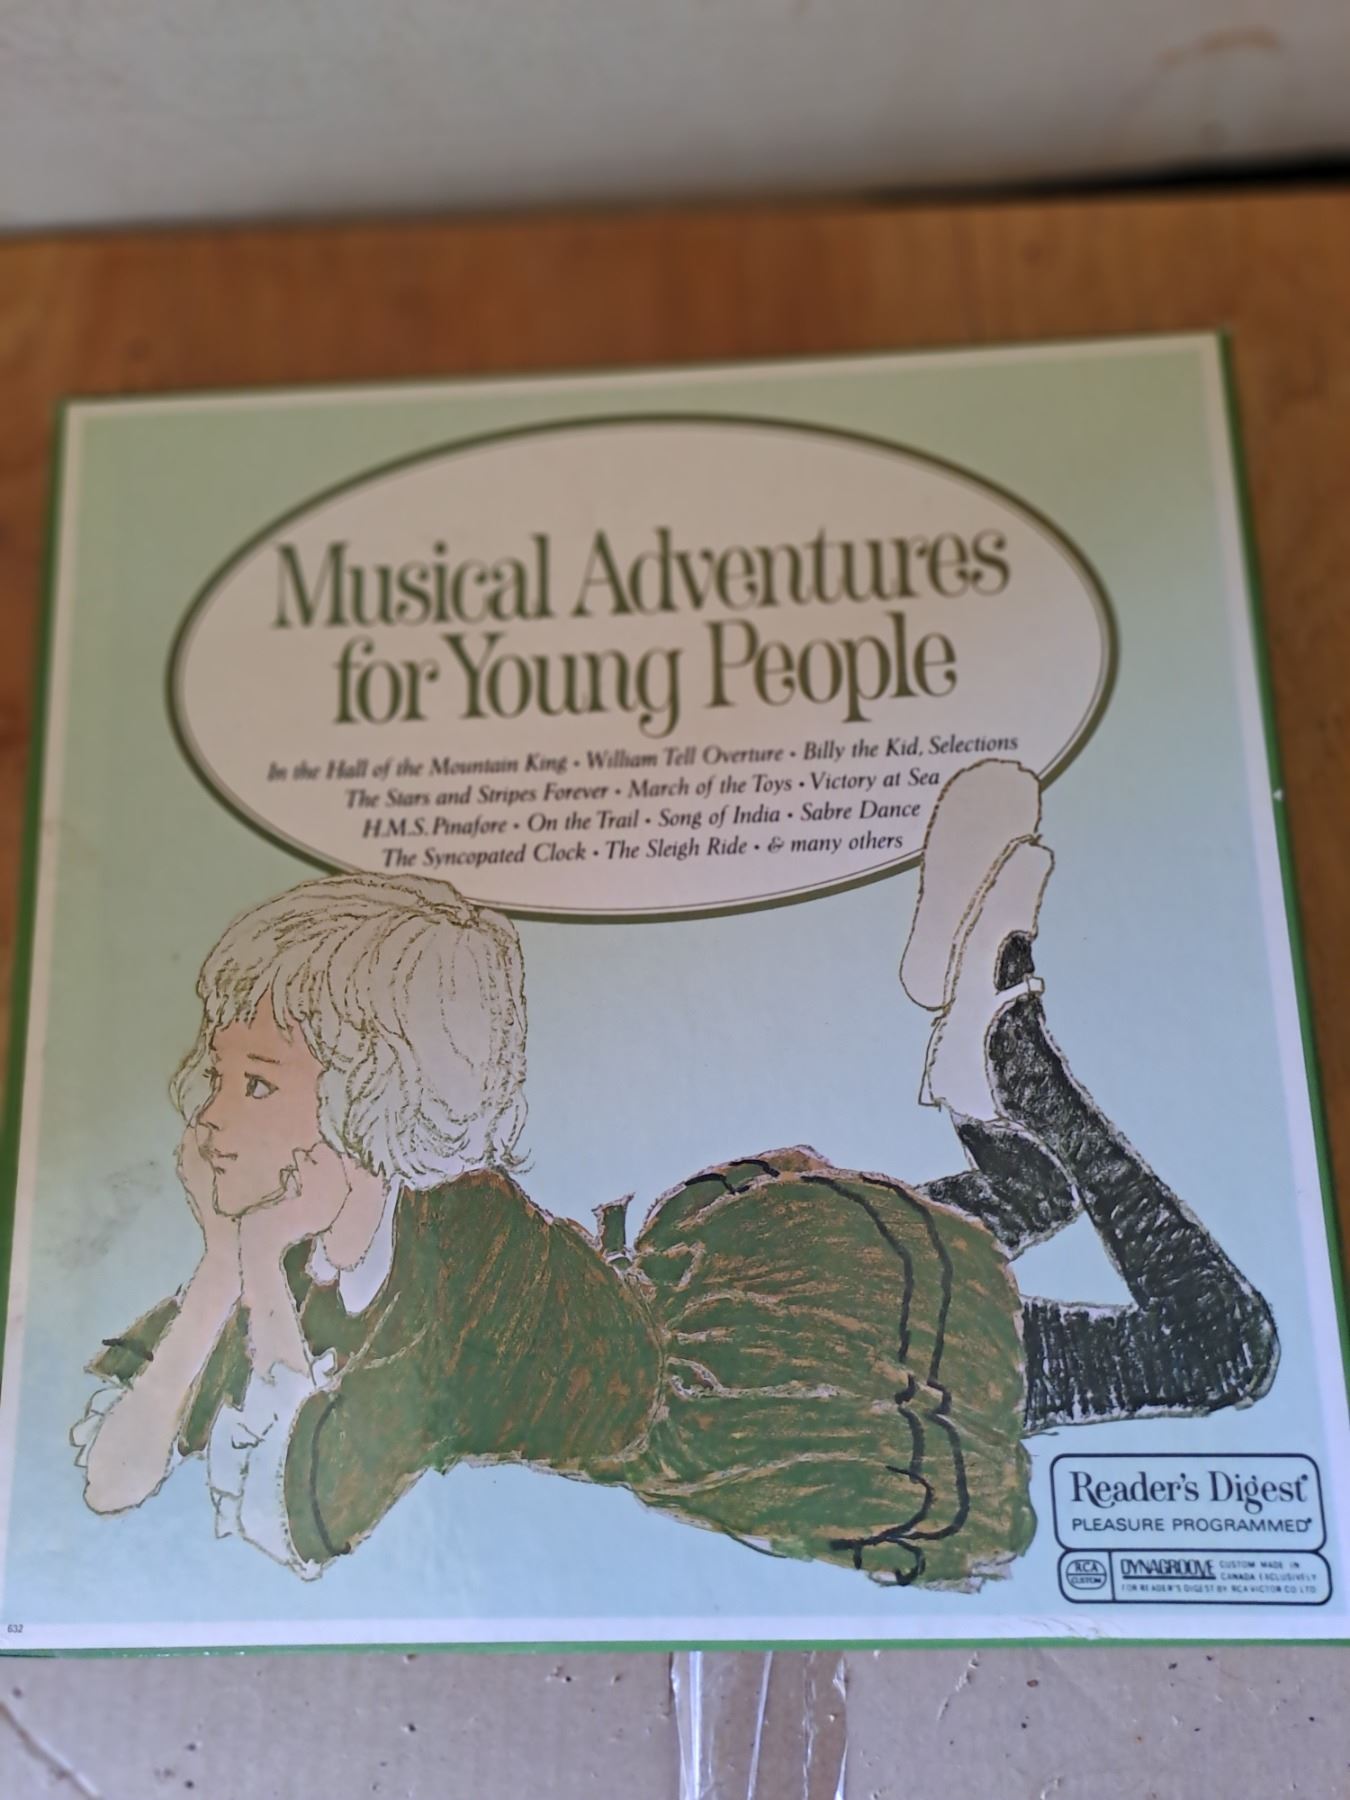 Musical Adventures
for Young People
In the Hall of the Mountain King • William Tell Overture • Billy the Kid, Selections
The Stars and Stripes Forever • March of the Toys • Victory at Sea
H.M.S. Pinafore • On the Trail • Song of India • Sabre Dance
The Syncopated Clock • The Sleigh Ride • & many others
Reader's Digest
PLEASURE PROGRAMMED
RCA
CUSTOM
DYNAGROOVE CUSTOM MADE IN
CANADA EXCLUSIVELY
FOR READER'S DIGEST BY RCA VICTOR CO LTD
632